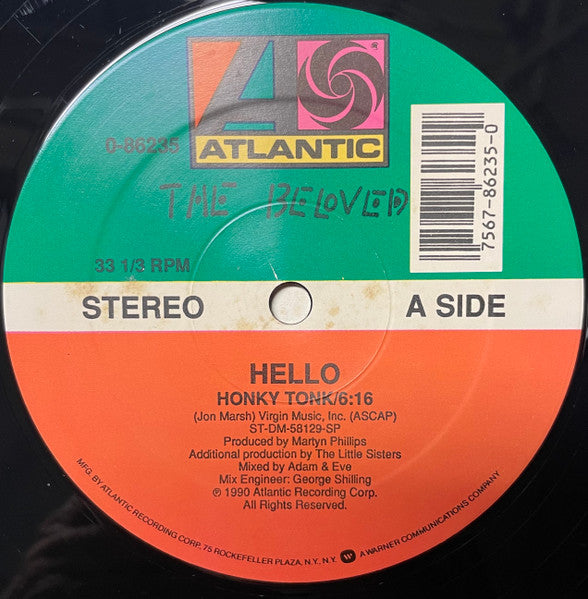 ATLANTIC
0-86235
THE BELOVED
7567-86235-0
33 1/3 RPM
STEREO A SIDE
HELLO
HONKY TONK/6:16
(Jon Marsh) Virgin Music, Inc. (ASCAP)
ST-DM-58129-SP
Produced by Martyn Phillips
Additional production by The Little Sisters
Mixed by Adam & Eve
Mix Engineer: George Shilling
℗ 1990 Atlantic Recording Corp.
All Rights Reserved.
MFG. BY ATLANTIC RECORDING CORP. 75 ROCKEFELLER PLAZA, N.Y. N.Y. W A WARNER COMMUNICATIONS COMPANY